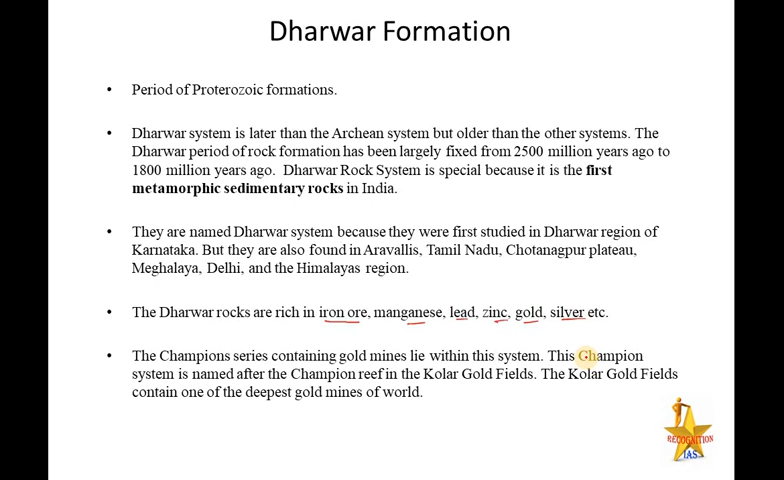 Dharwar Formation
• Period of Proterozoic formations.
• Dharwar system is later than the Archean system but older than the other systems. The
Dharwar period of rock formation has been largely fixed from 2500 million years ago to
1800 million years ago. Dharwar Rock System is special because it is the first
metamorphic sedimentary rocks in India.
• They are named Dharwar system because they were first studied in Dharwar region of
Karnataka. But they are also found in Aravallis, Tamil Nadu, Chotanagpur plateau,
Meghalaya, Delhi, and the Himalayas region.
• The Dharwar rocks are rich in iron ore, manganese, lead, zinc, gold, silver etc.
• The Champions series containing gold mines lie within this system. This Champion
system is named after the Champion reef in the Kolar Gold Fields. The Kolar Gold Fields
contain one of the deepest gold mines of world.
RECOGNITION
IAS